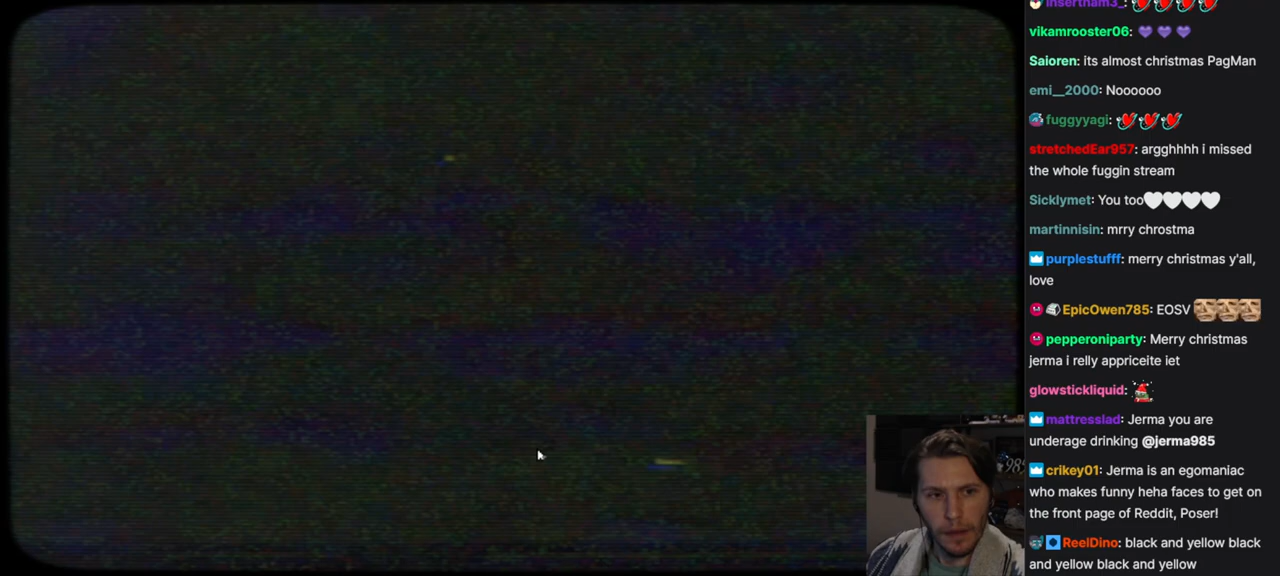 insertnam3_:
vikamrooster06:
Saioren: its almost christmas PagMan
emi__2000: Noooooo
fuggyyagi:
stretchedEar957: argghhhh i missed
the whole fuggin stream
Sicklymet: You too
martinnisin: mrry chrostma
purplestufff: merry christmas y'all,
love
EpicOwen785: EOSV
pepperoniparty: Merry christmas
jerma i relly appriceite iet
glowstickliquid:
mattresslad: Jerma you are
underage drinking @jerma985
crikey01: Jerma is an egomaniac
who makes funny heha faces to get on
the front page of Reddit, Poser!
ReelDino: black and yellow black
and yellow black and yellow